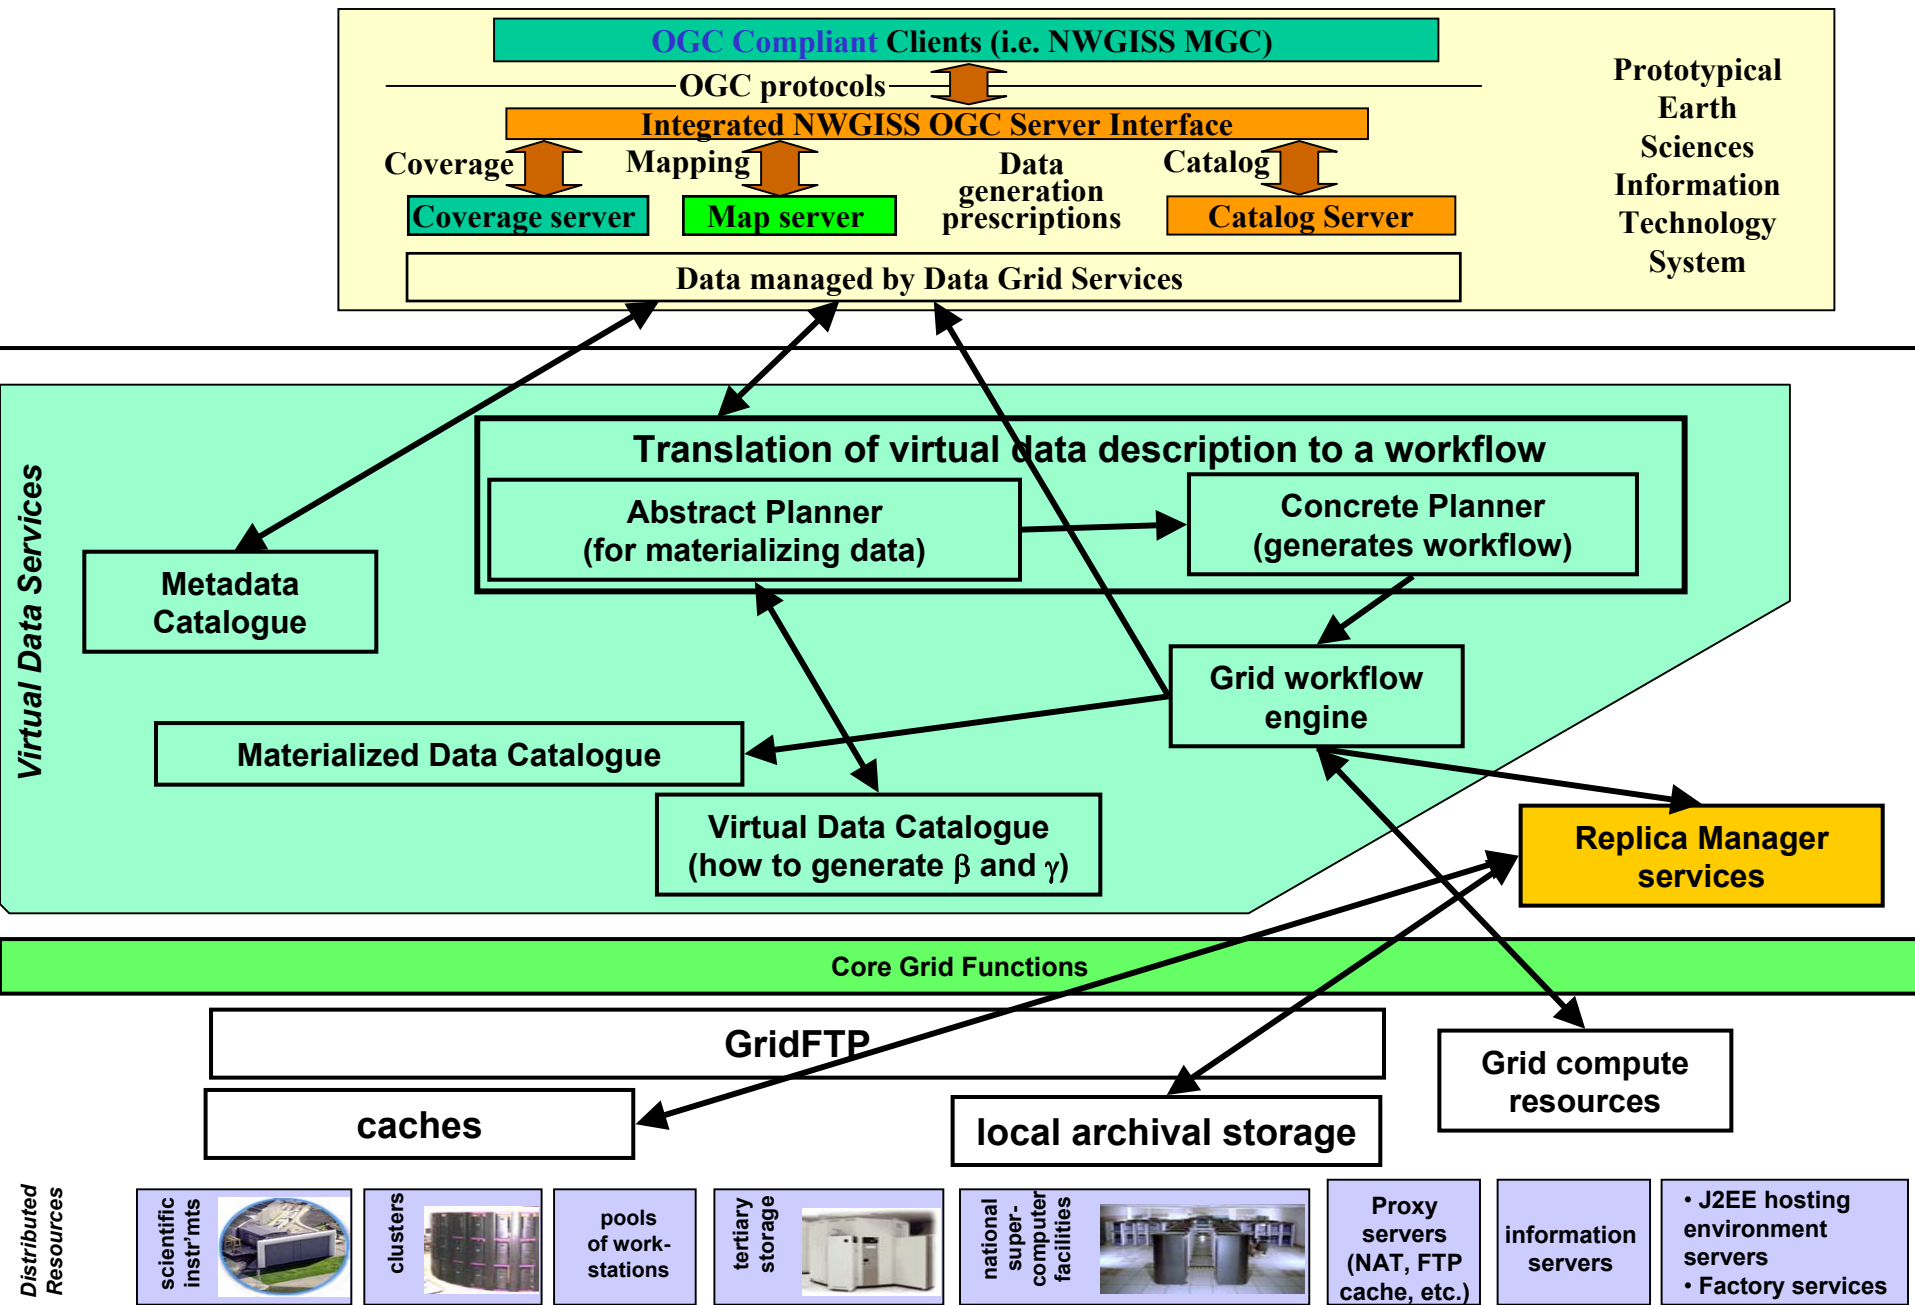 OGC Compliant Clients (i.e. NWGISS MGC)
OGC protocols
Integrated NWGISS OGC Server Interface
Coverage
Mapping
Data
generation
prescriptions
Catalog
Coverage server
Map server
Catalog Server
Data managed by Data Grid Services
Prototypical
Earth
Sciences
Information
Technology
System
Virtual Data Services
Translation of virtual data description to a workflow
Abstract Planner
(for materializing data)
Concrete Planner
(generates workflow)
Metadata
Catalogue
Grid workflow
engine
Materialized Data Catalogue
Virtual Data Catalogue
(how to generate β and γ)
Replica Manager
services
Core Grid Functions
GridFTP
Grid compute
resources
caches
local archival storage
Distributed
Resources
scientific
instr'mts
clusters
pools
of work-
stations
tertiary
storage
national
super-
computer
facilities
Proxy
servers
(NAT, FTP
cache, etc.)
information
servers
• J2EE hosting
environment
servers
• Factory services